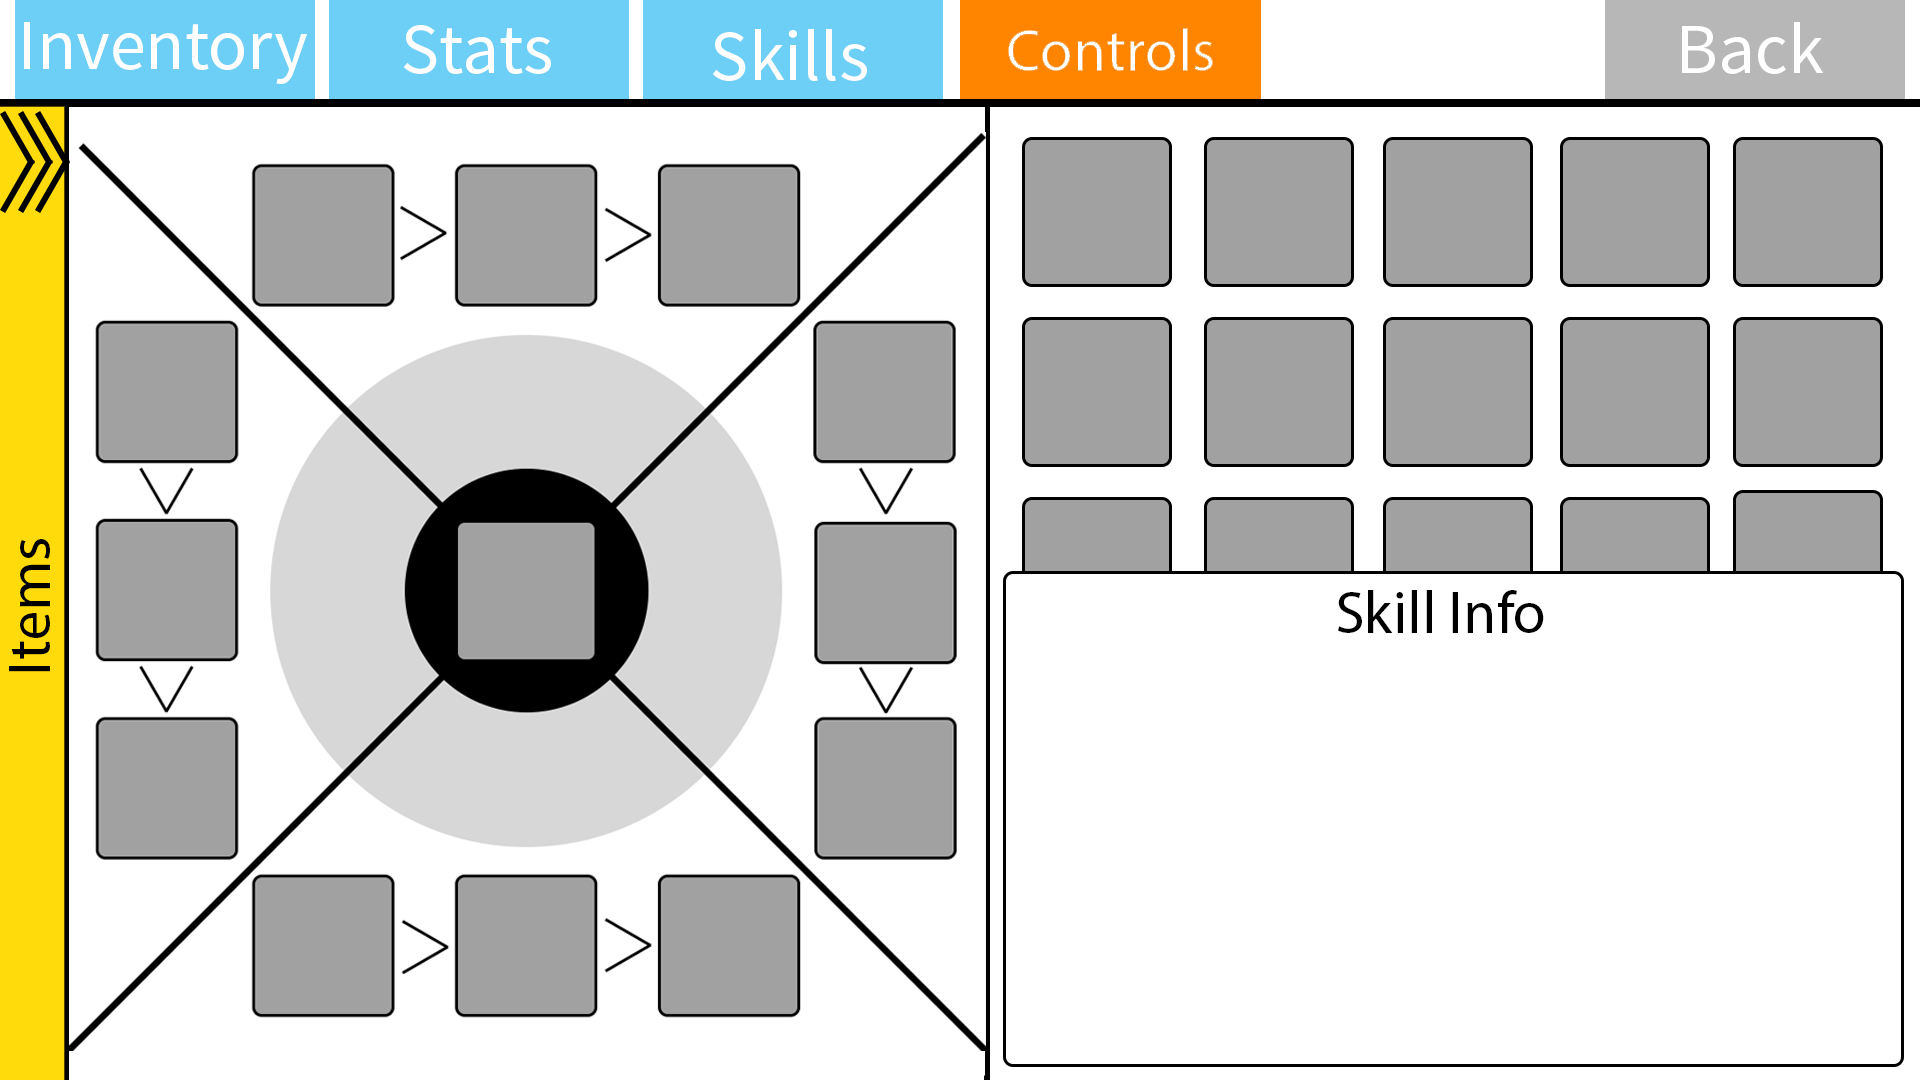 Inventory
Stats
Skills
Controls
Back
Items
Skill Info